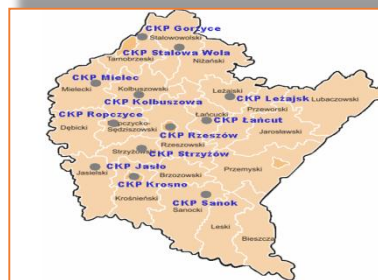 CKP Gorzyce
Stalowowolski
CKP Stalowa Wola
Tarnobrzeski
Niżański
CKP Mielec
Mielecki
Kolbuszowski
CKP Kolbuszowa
Leżajski
CKP Leżajsk
Lubaczowski
Przeworski
CKP Ropczyce
Ropczycko-
Sędziszowski
Dębicki
Łańcucki
CKP Łańcut
CKP Rzeszów
Rzeszowski
Jarosławski
Strzyżowski
CKP Strzyżów
CKP Jasło
Jasielski
Brzozowski
Przemyski
CKP Krosno
Krośnieński
CKP Sanok
Sanocki
Leski
Bieszcza